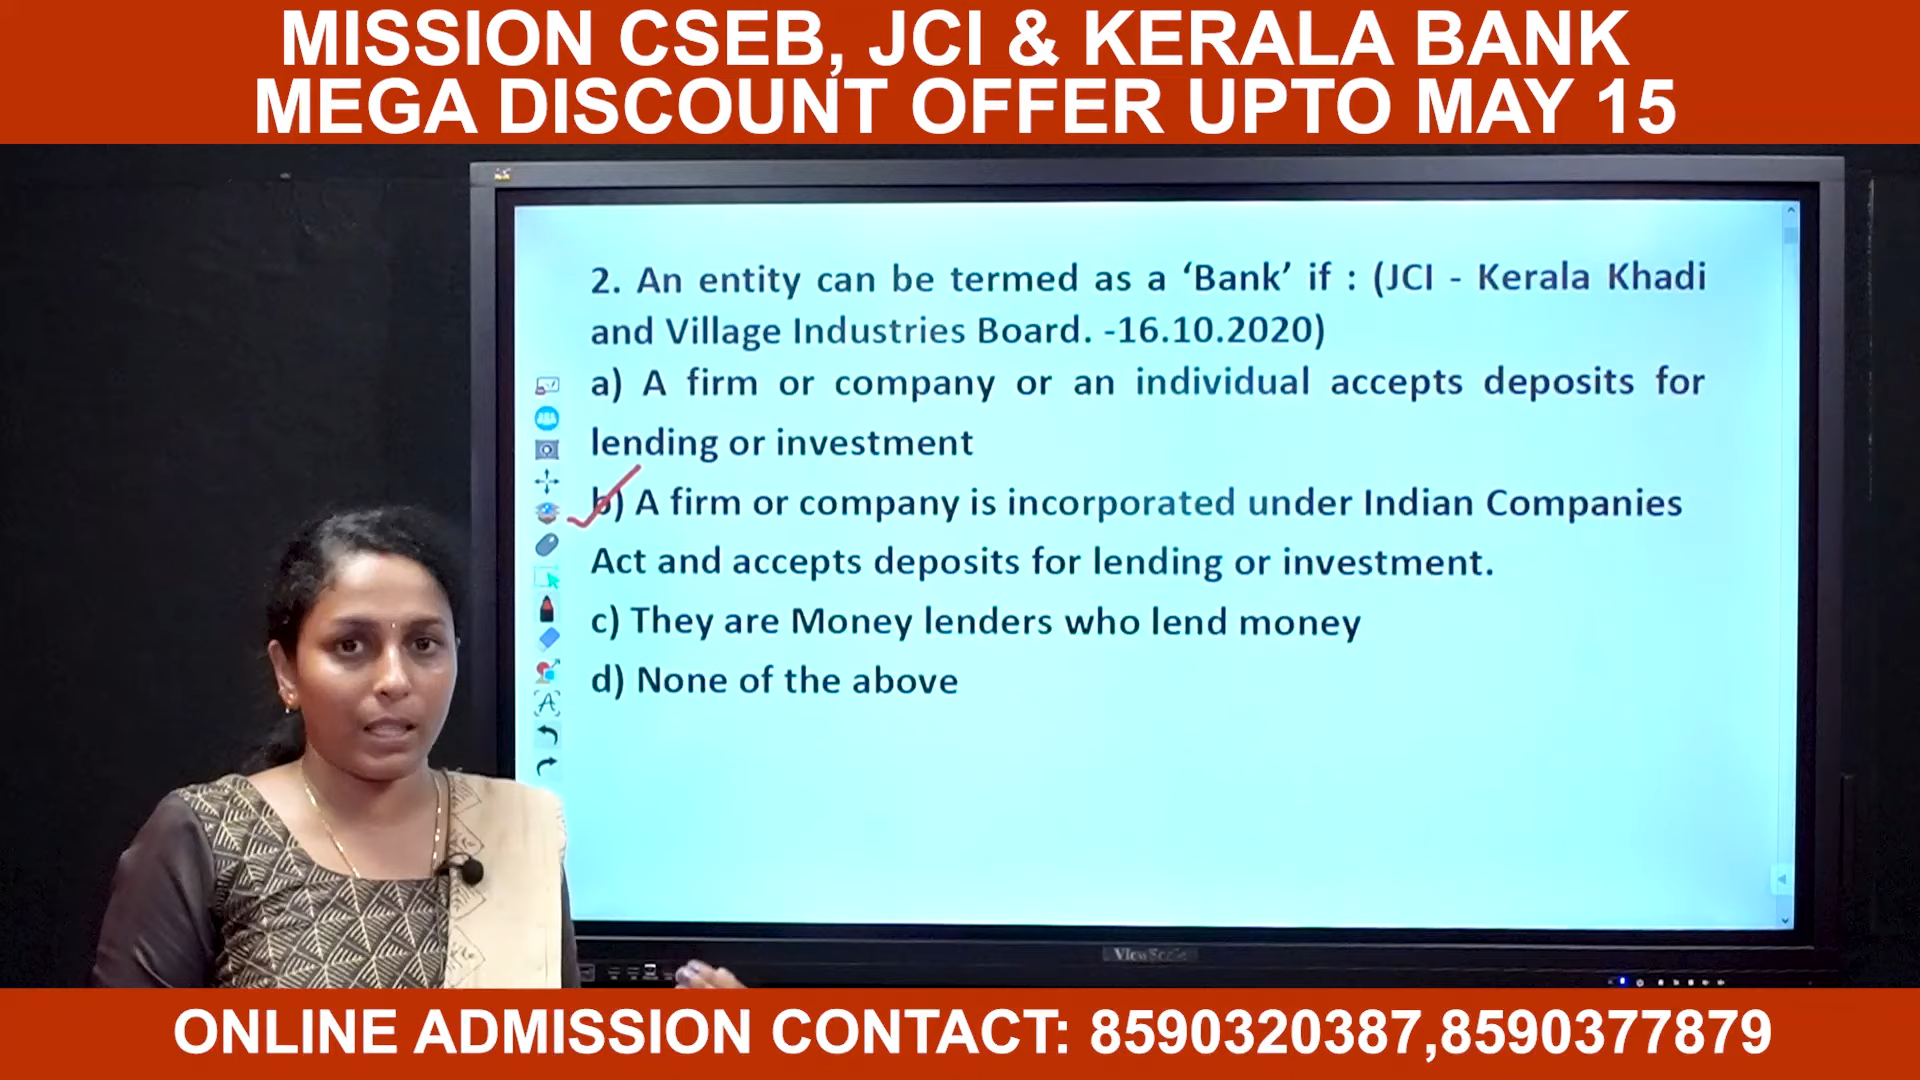 MISSION CSEB, JCI & KERALA BANK
MEGA DISCOUNT OFFER UPTO MAY 15
2. An entity can be termed as a ‘Bank’ if : (JCI - Kerala Khadi
and Village Industries Board. -16.10.2020)
a) A firm or company or an individual accepts deposits for
lending or investment
b) A firm or company is incorporated under Indian Companies
Act and accepts deposits for lending or investment.
c) They are Money lenders who lend money
d) None of the above
ViewSonic
ONLINE ADMISSION CONTACT: 8590320387,8590377879